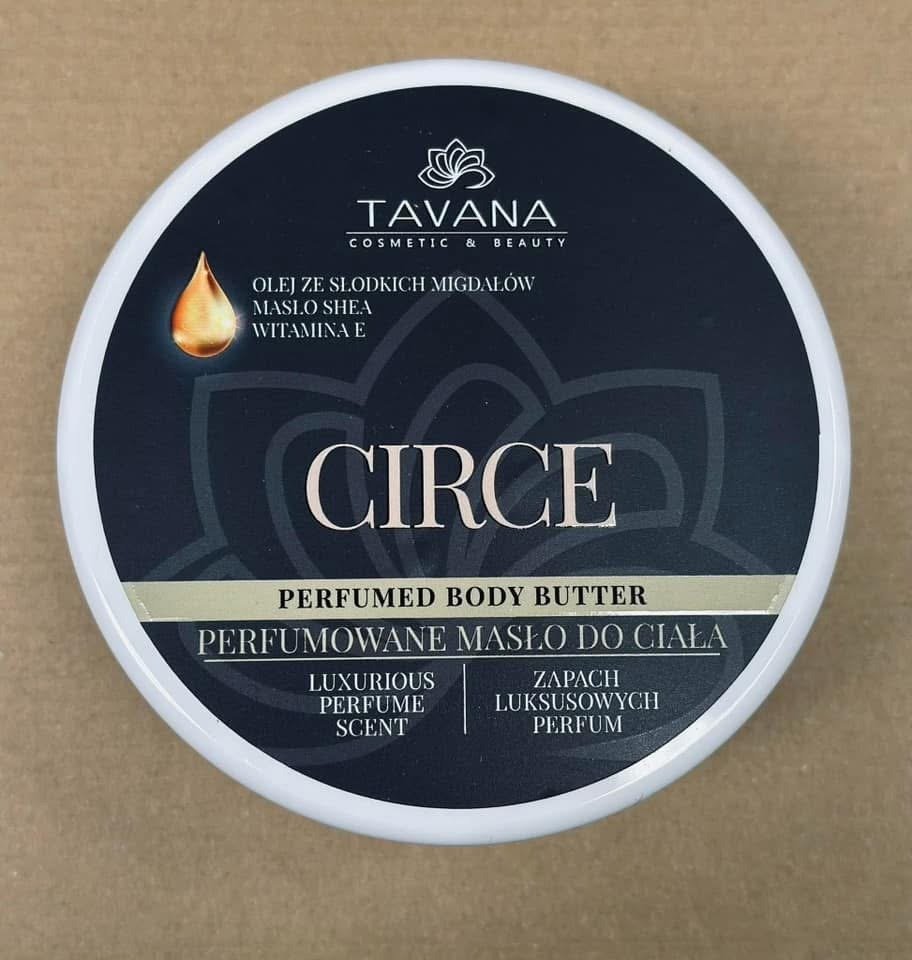 TAVANA
COSMETIC & BEAUTY
OLEJ ZE SŁODKICH MIGDAŁÓW
MASŁO SHEA
WITAMINA E
CIRCE
PERFUMED BODY BUTTER
PERFUMOWANE MASŁO DO CIAŁA
LUXURIOUS
PERFUME
SCENT
ZAPACH
LUKSUSOWYCH
PERFUM